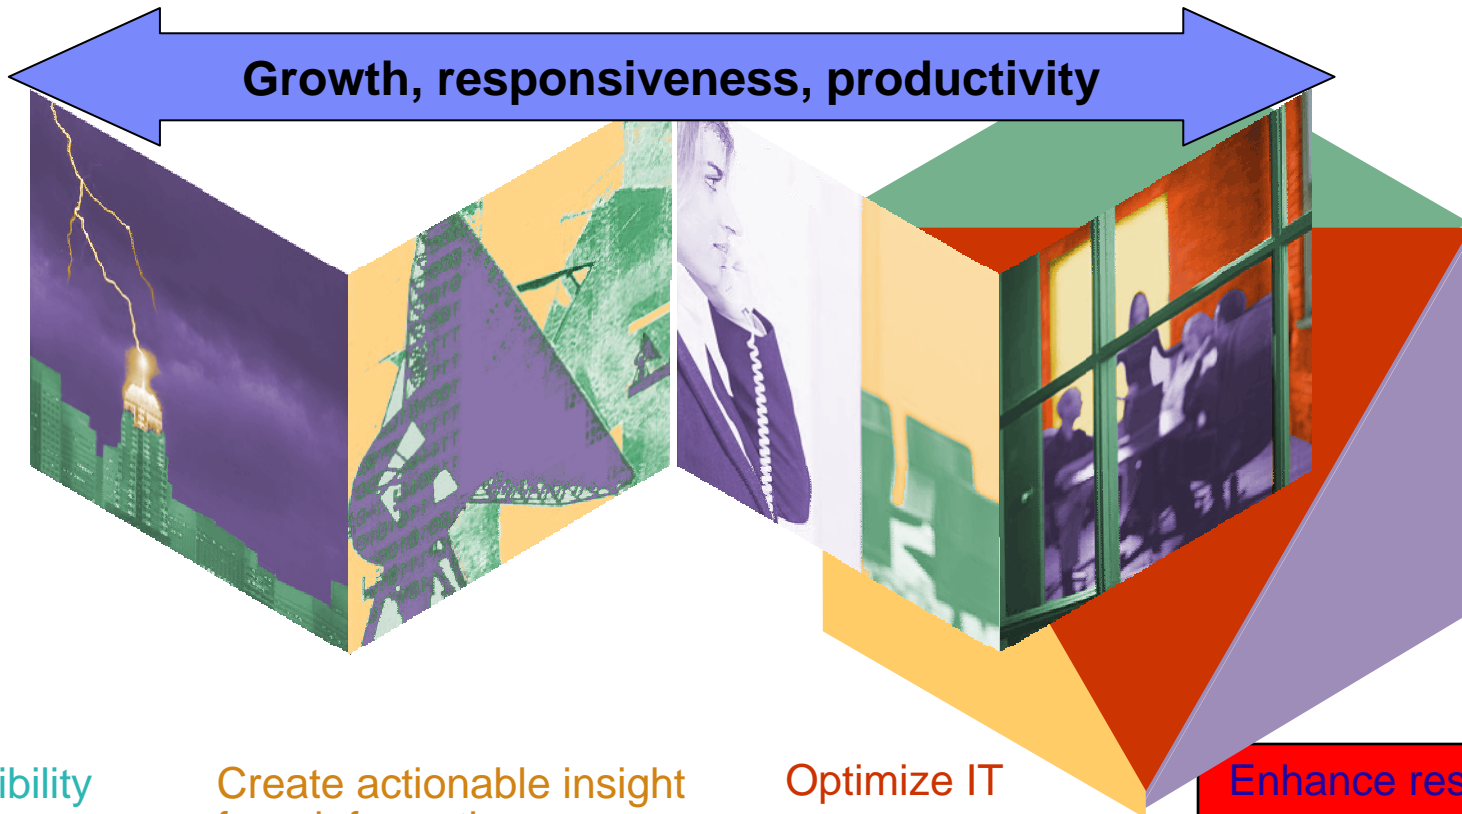 Growth, responsiveness, productivity
ibility
Create actionable insight
Optimize IT
Enhance res